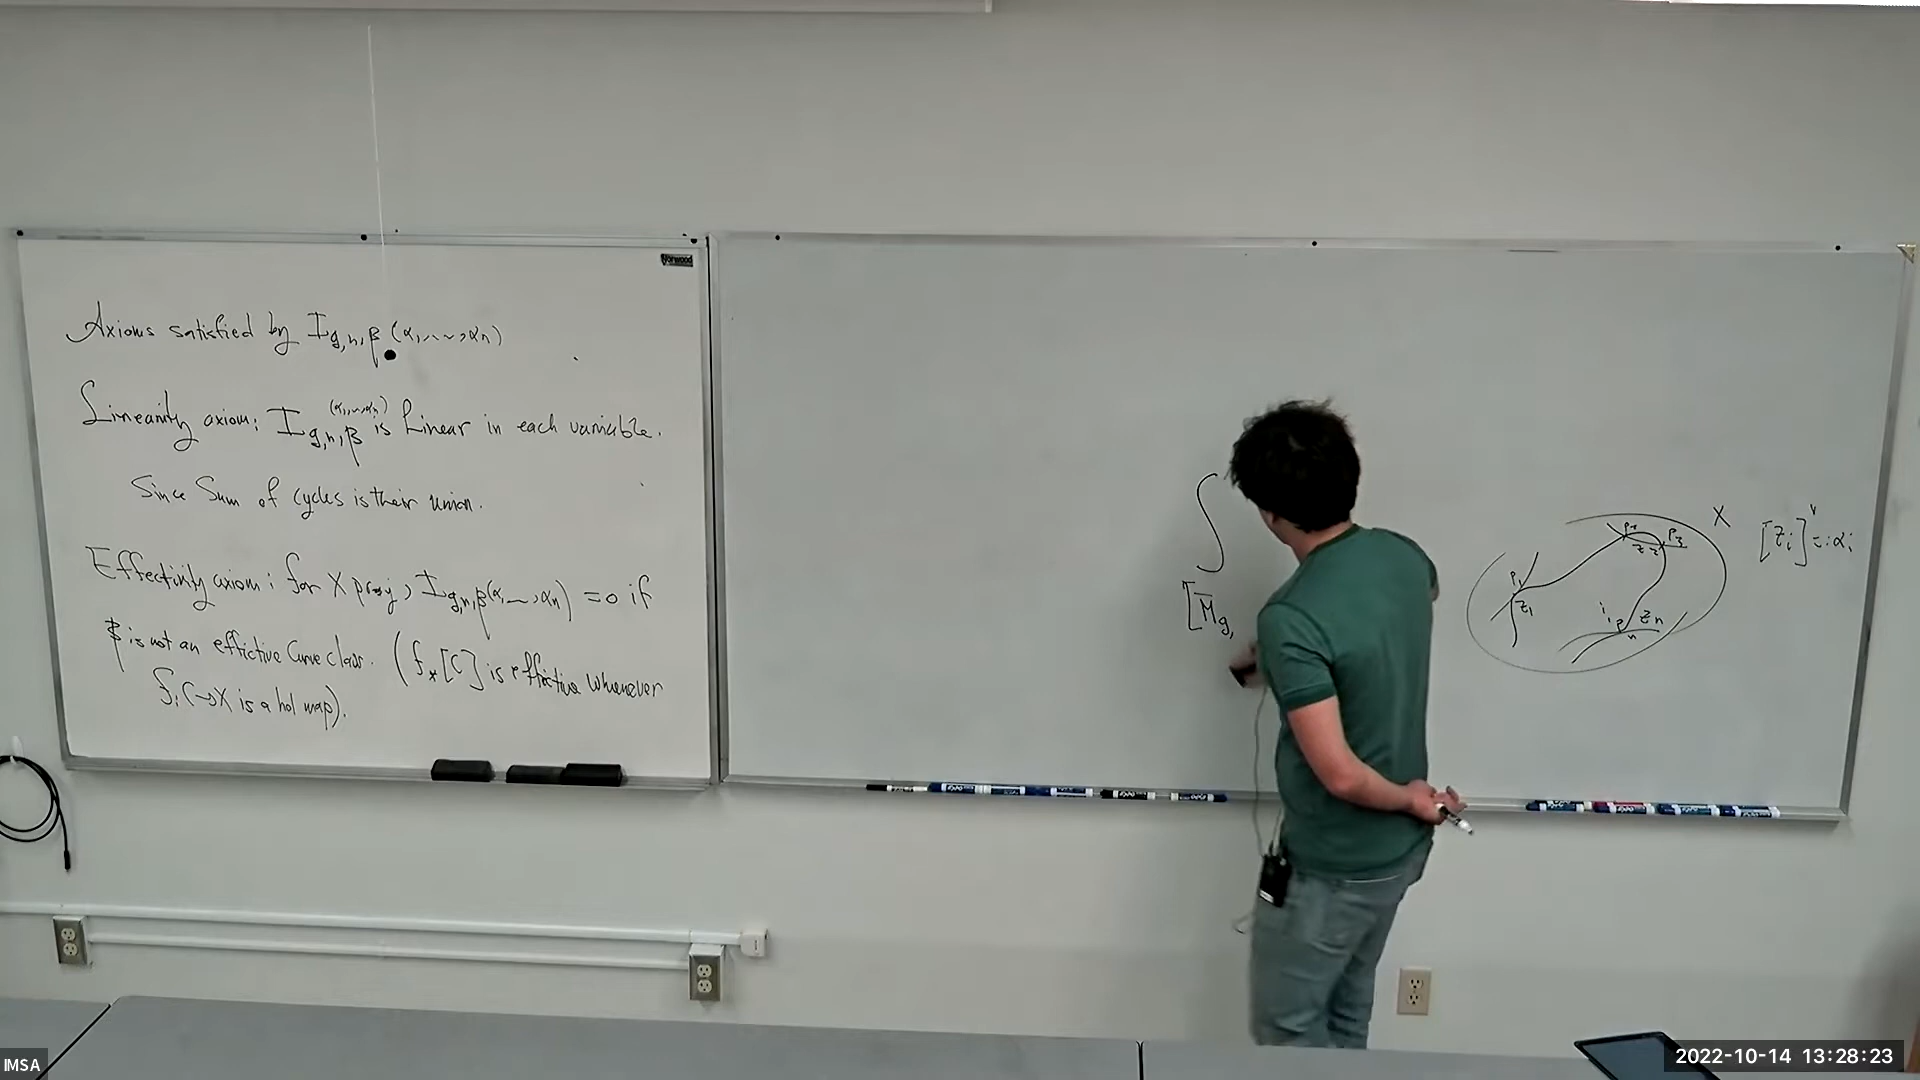 Axioms satisfied by I_{g,n,β} (α_1, ..., α_n)
Linearity axiom: I_{g,n,β}^{(α_1,...,α_n)} is linear in each variable.
Since Sum of cycles is their union.
Effectivity axiom: for X proj, I_{g,n,β}(α_1, ..., α_n) = 0 if
β is not an effective curve class. (f_*[C] is effective whenever
f: C→X is a hol map).
∫
[M̄_{g,
X
[Z_i]^v = α_i
P_1
Z_1
P_2
Z_2
P_3
Z_n
P_n
Norwood
IMSA
2022-10-14 13:28:23